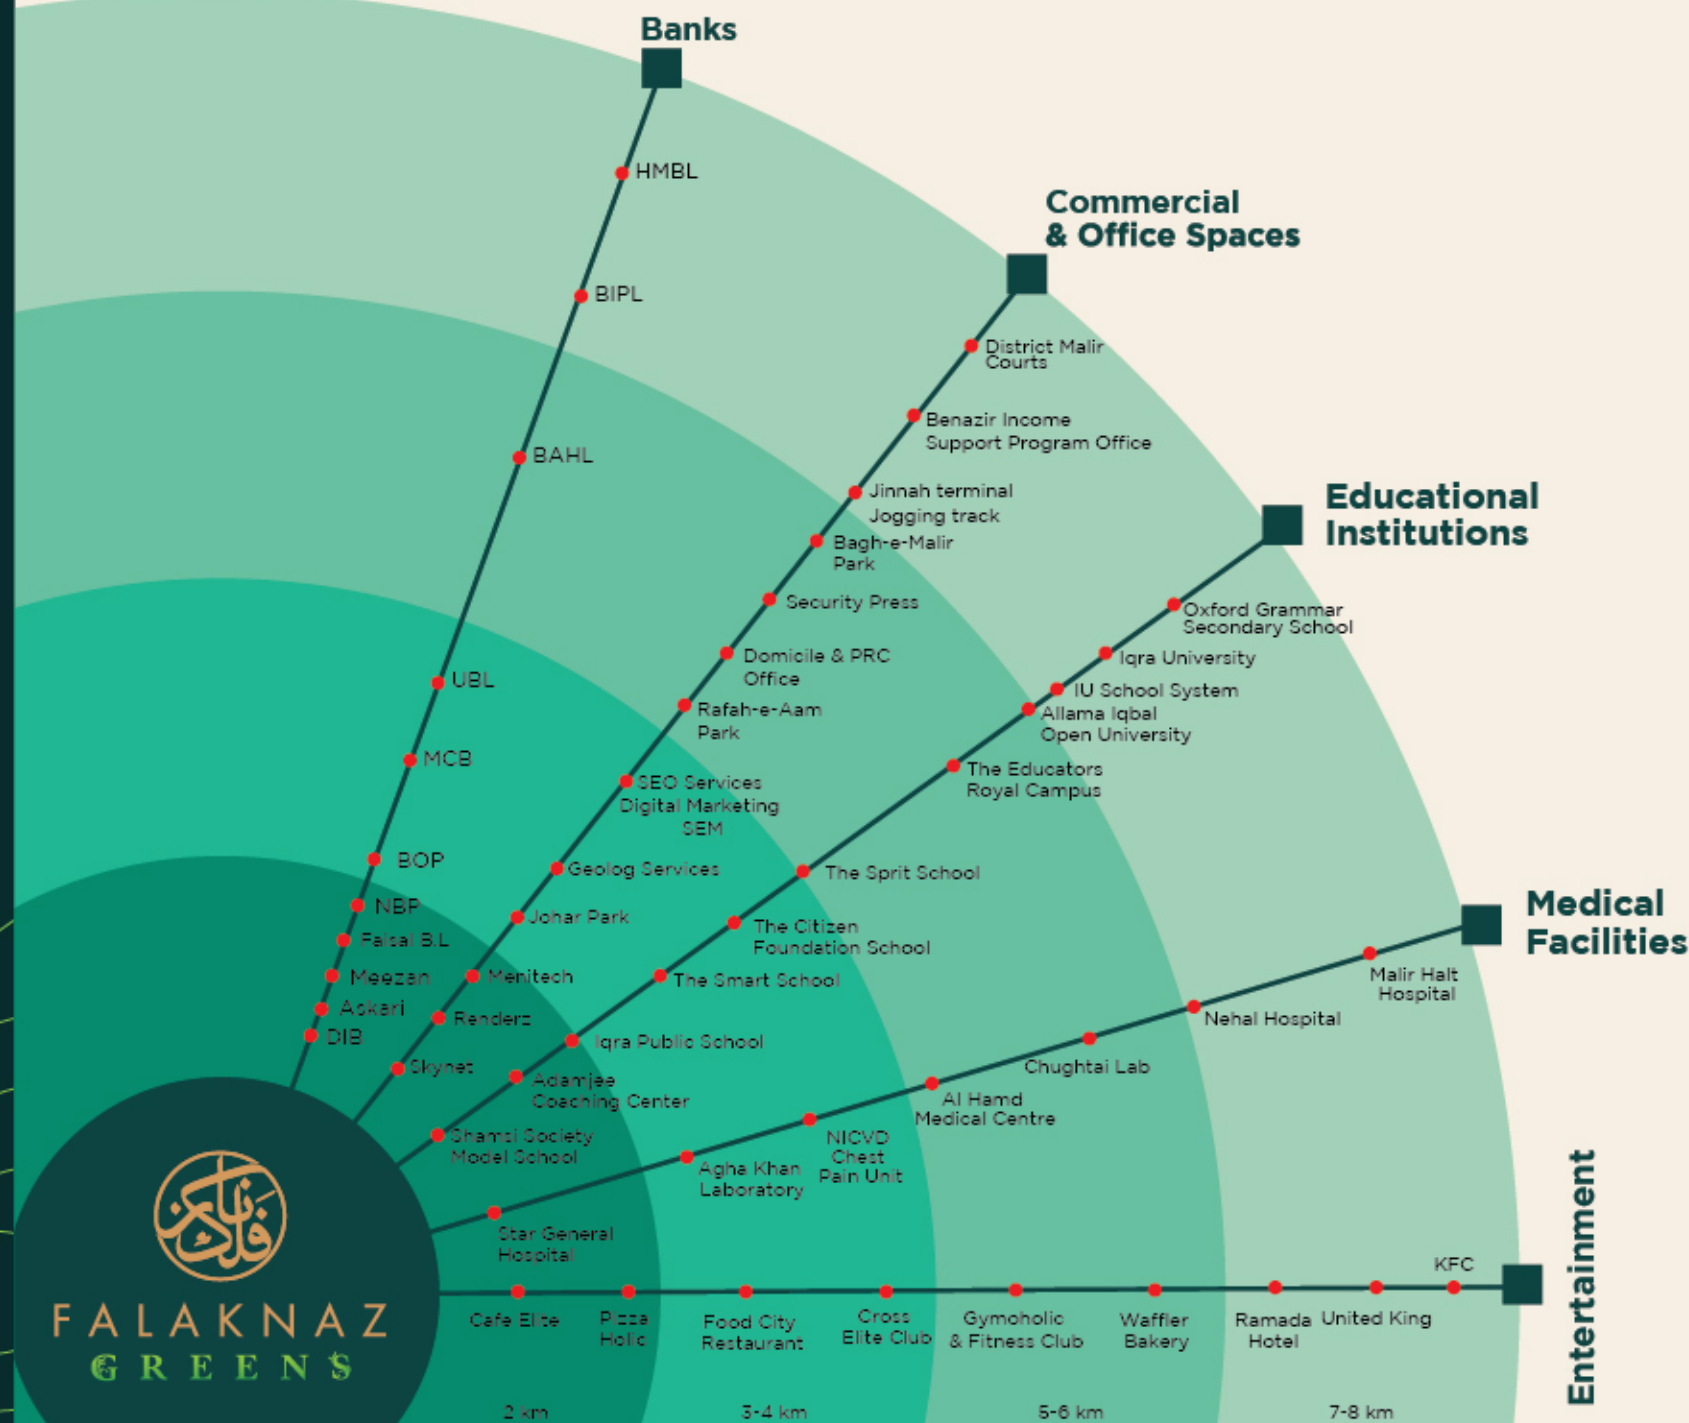 Banks
HMBL
BIPL
BAHL
UBL
MCB
BOP
NBP
Faisal B.L
Meezan
Askari
DIB
Commercial
& Office Spaces
District Malir
Courts
Benazir Income
Support Program Office
Jinnah terminal
Jogging track
Bagh-e-Malir
Park
Security Press
Domicile & PRC
Office
Rafah-e-Aam
Park
SEO Services
Digital Marketing
SEM
Geolog Services
Johar Park
Menitech
Renderz
Skynet
Educational
Institutions
Oxford Grammar
Secondary School
Iqra University
IU School System
Allama Iqbal
Open University
The Educators
Royal Campus
The Sprit School
The Citizen
Foundation School
The Smart School
Iqra Public School
Adamjee
Coaching Center
Shamsi Society
Model School
Medical
Facilities
Malir Halt
Hospital
Nehal Hospital
Chughtai Lab
Al Hamd
Medical Centre
NICVD
Chest
Pain Unit
Agha Khan
Laboratory
Star General
Hospital
Entertainment
KFC
United King
Ramada
Hotel
Waffler
Bakery
Gymoholic
& Fitness Club
Cross
Elite Club
Food City
Restaurant
Pizza
Holic
Cafe Elite
فلك ناز
FALAKNAZ
GREENS
2 km
3-4 km
5-6 km
7-8 km